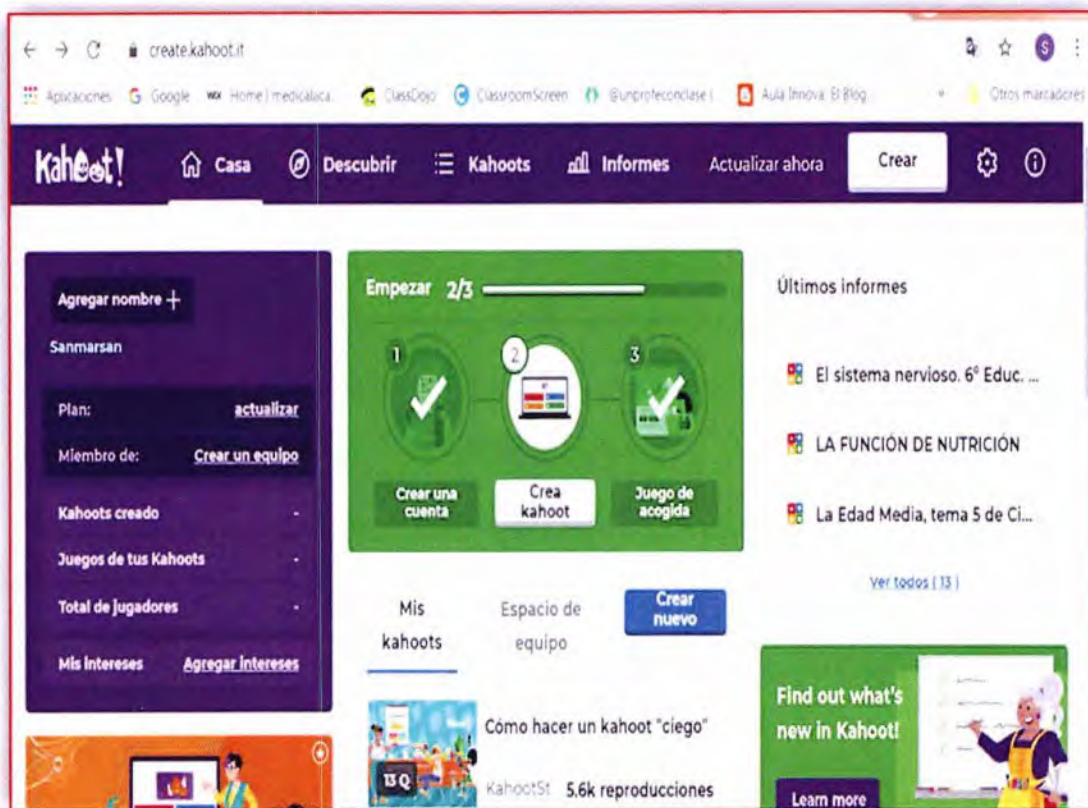 create.kahoot.it
Aplicaciones Google WIX Home | medicalaca... ClassDojo ClassroomScreen @unprofeconclase | Aula Innova: El Blog Otros marcadores
Kahoot! Casa Descubrir Kahoots Informes Actualizar ahora Crear
Agregar nombre +
Sanmarsan
Plan: actualizar
Miembro de: Crear un equipo
Kahoots creado -
Juegos de tus Kahoots -
Total de jugadores -
Mis intereses Agregar intereses
Empezar 2/3
1 2 3
Crear una cuenta
Crea kahoot
Juego de acogida
Mis kahoots
Espacio de equipo
Crear nuevo
13 Q
Cómo hacer un kahoot "ciego"
KahootSt 5.6k reproducciones
Últimos informes
El sistema nervioso. 6º Educ. ...
LA FUNCIÓN DE NUTRICIÓN
La Edad Media, tema 5 de Ci...
Ver todos (13)
Find out what's
new in Kahoot!
Learn more